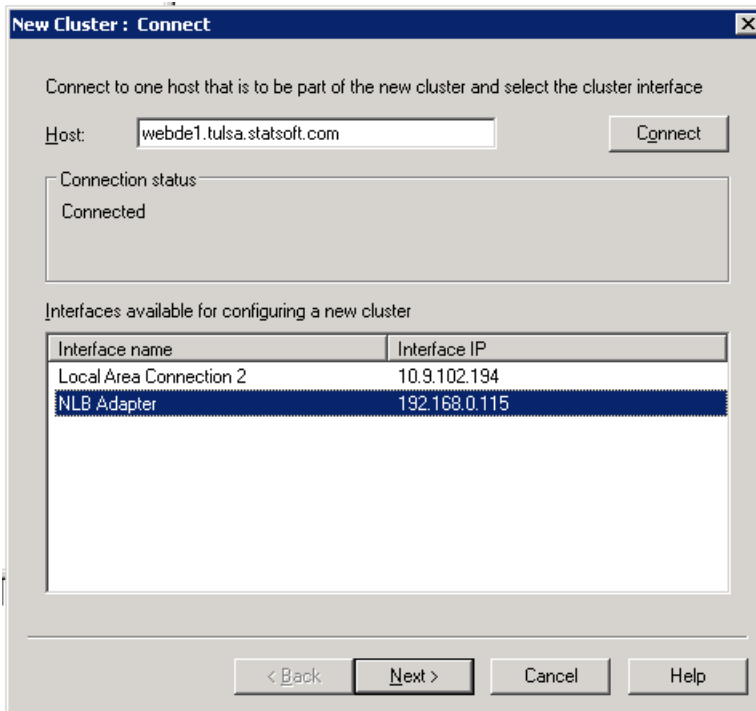 New Cluster : Connect
Connect to one host that is to be part of the new cluster and select the cluster interface
Host: webde1.tulsa.statsoft.com Connect
Connection status
Connected
Interfaces available for configuring a new cluster
Interface name Interface IP
Local Area Connection 2 10.9.102.194
NLB Adapter 192.168.0.115
< Back Next > Cancel Help